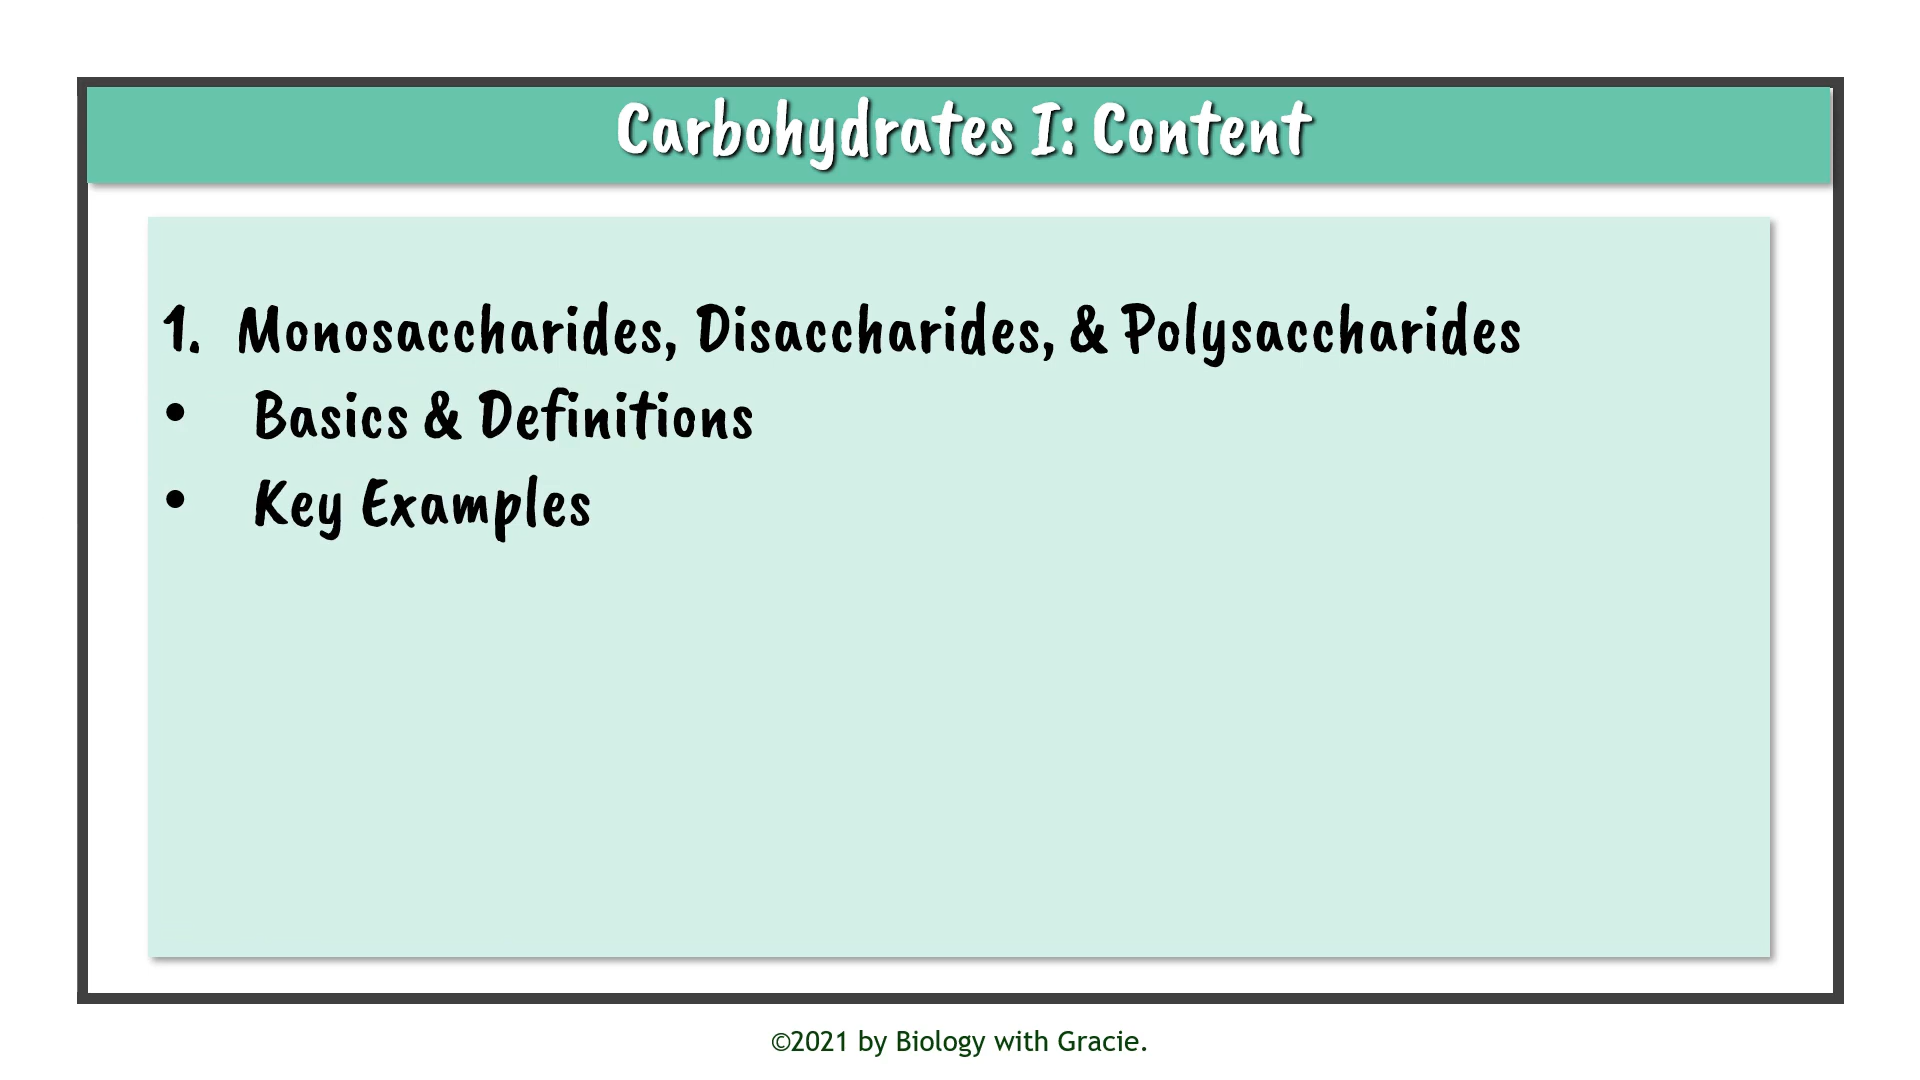 Carbohydrates I: Content
1. Monosaccharides, Disaccharides, & Polysaccharides
• Basics & Definitions
• Key Examples
©2021 by Biology with Gracie.